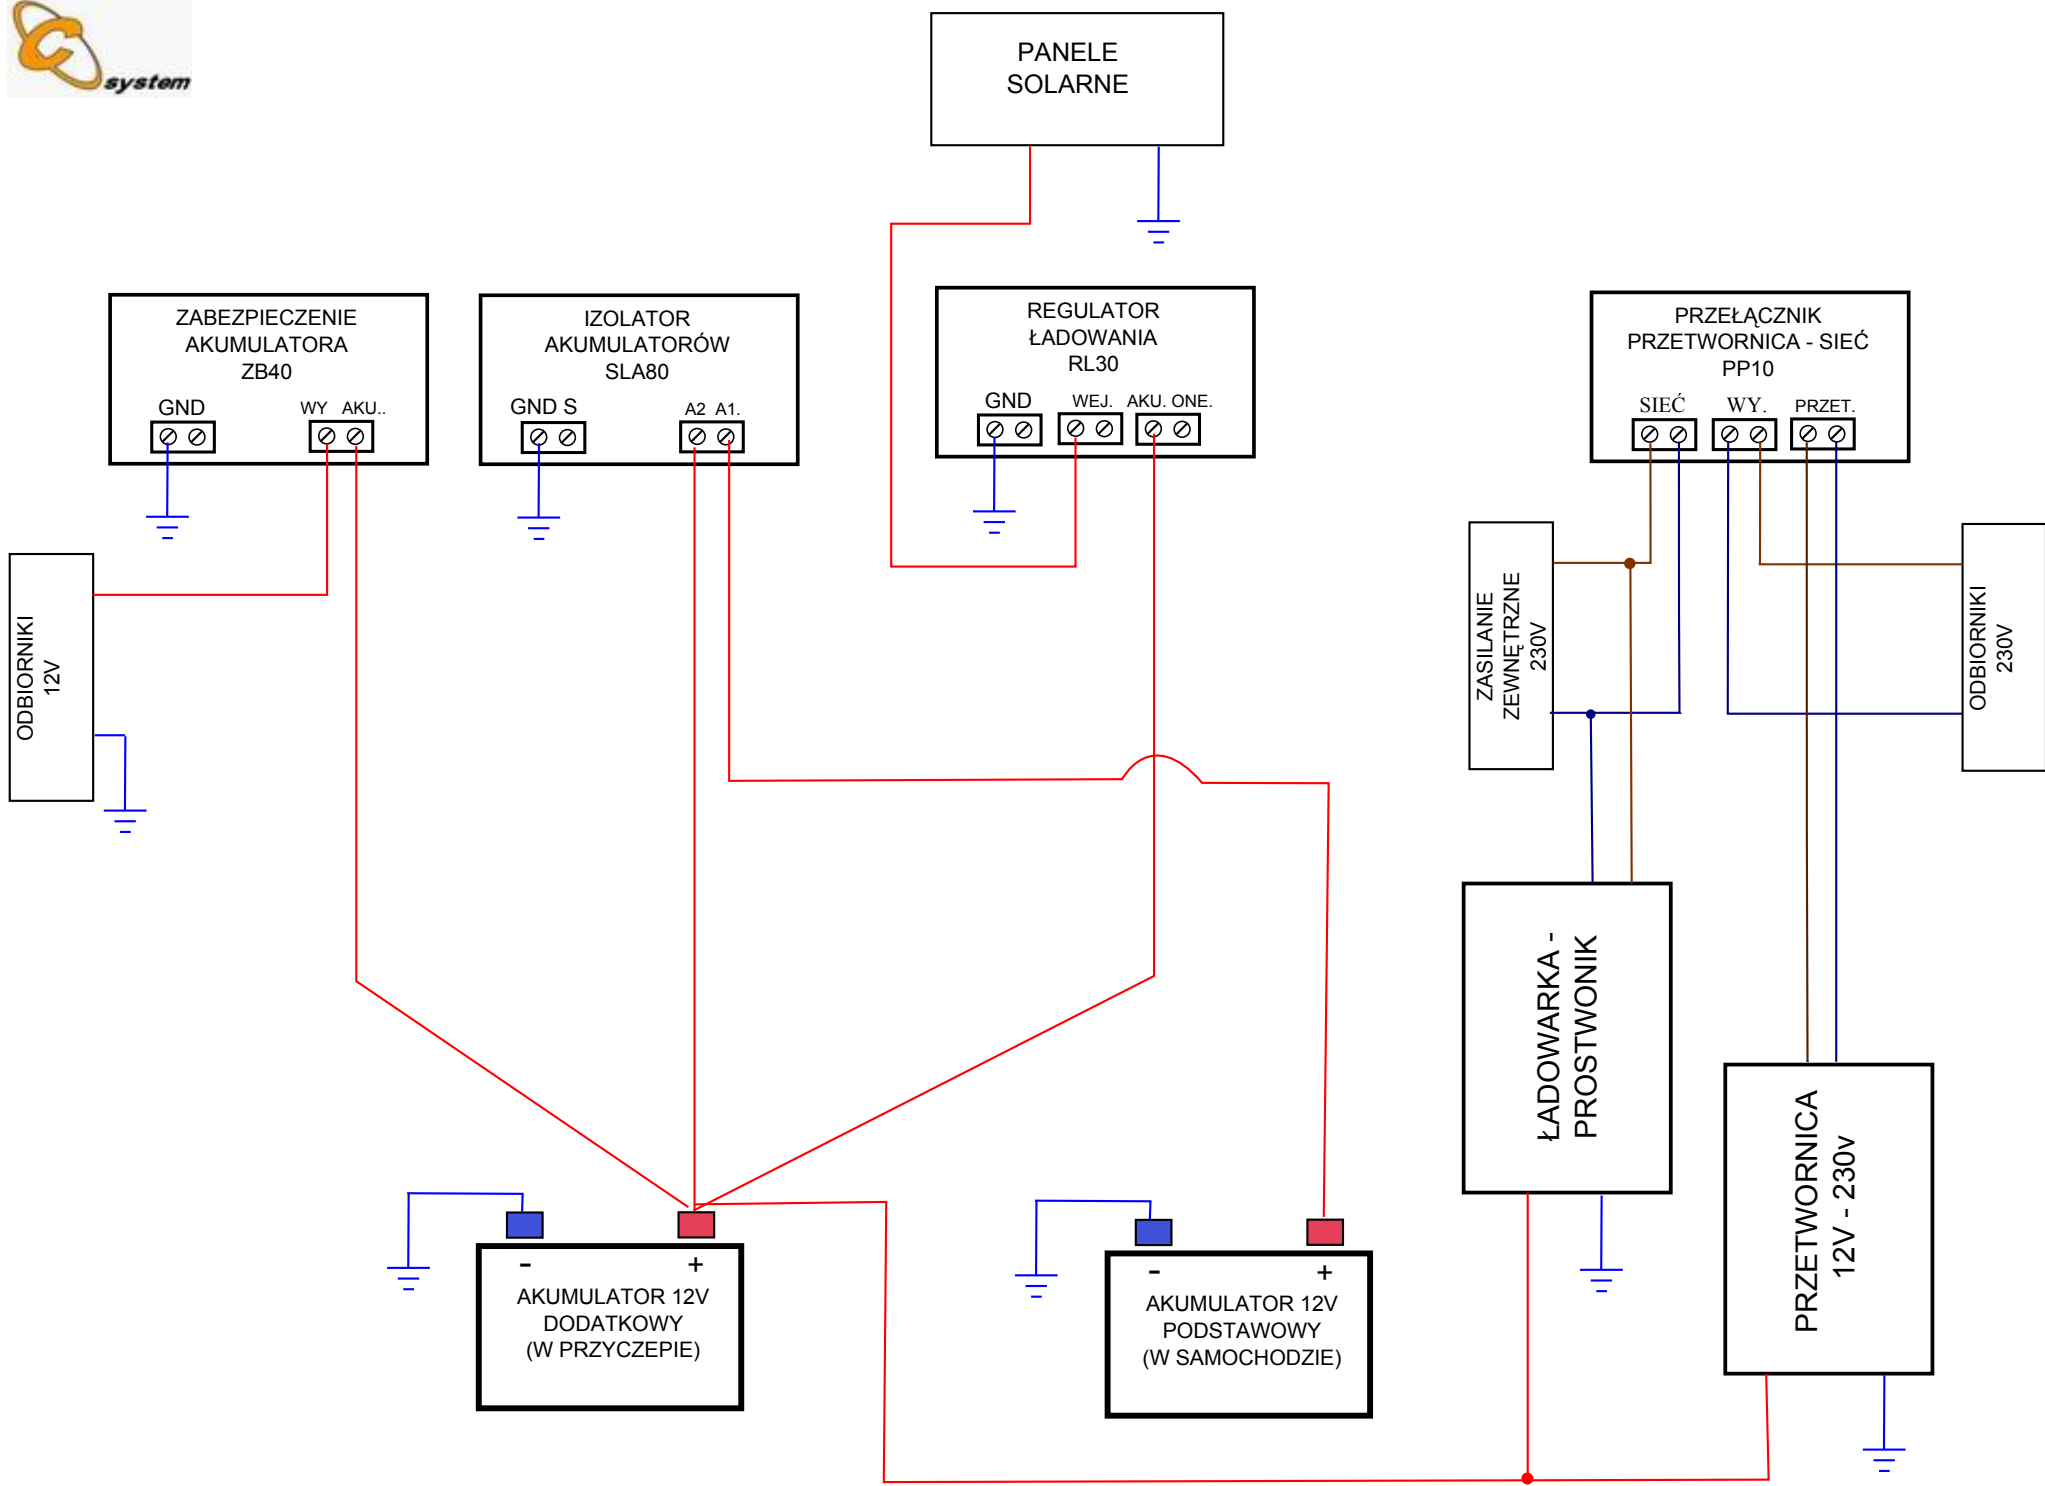 C
system
PANELE
SOLARNE
ZABEZPIECZENIE
AKUMULATORA
ZB40
GND
WY AKU..
IZOLATOR
AKUMULATORÓW
SLA80
GND S
A2 A1.
REGULATOR
ŁADOWANIA
RL30
GND
WEJ.
AKU. ONE.
PRZEŁĄCZNIK
PRZETWORNICA - SIEĆ
PP10
SIEĆ
WY.
PRZET.
ODBIORNIKI
12V
ZASILANIE
ZEWNĘTRZNE
230V
ODBIORNIKI
230V
ŁADOWARKA -
PROSTWONIK
PRZETWORNICA
12V - 230v
- +
AKUMULATOR 12V
DODATKOWY
(W PRZYCZEPIE)
- +
AKUMULATOR 12V
PODSTAWOWY
(W SAMOCHODZIE)